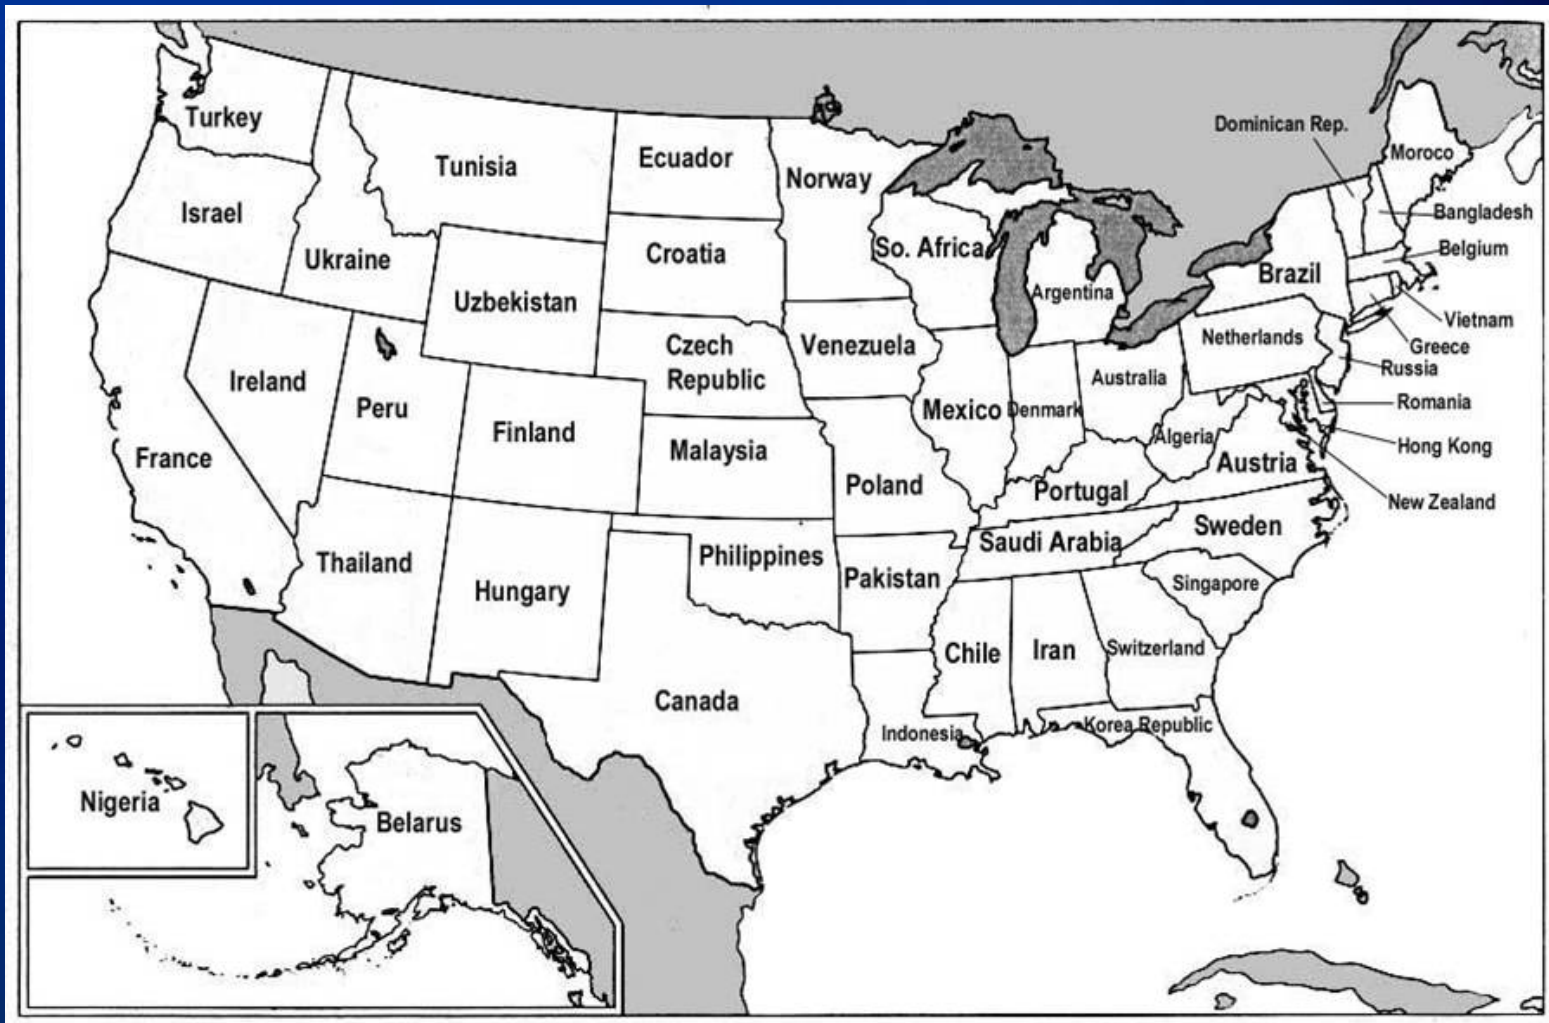 Turkey
Tunisia
Ecuador
Norway
Dominican Rep.
Moroco
Israel
Ukraine
Croatia
So. Africa
Argentina
Brazil
Bangladesh
Belgium
Uzbekistan
Czech
Republic
Venezuela
Netherlands
Vietnam
Greece
Russia
Ireland
Peru
Finland
Mexico
Denmark
Australia
Romania
France
Malaysia
Poland
Algeria
Austria
Hong Kong
Portugal
New Zealand
Thailand
Hungary
Philippines
Pakistan
Saudi Arabia
Sweden
Singapore
Canada
Chile
Iran
Switzerland
Indonesia
Korea Republic
Nigeria
Belarus